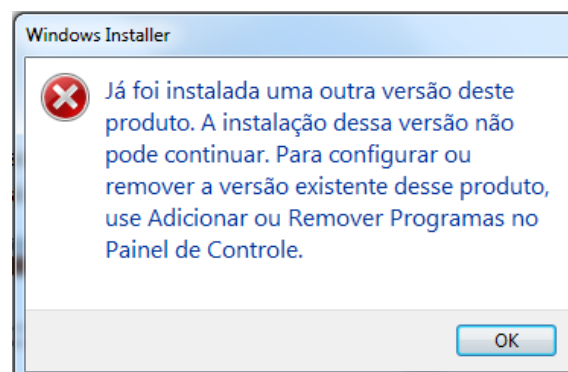 Windows Installer
Já foi instalada uma outra versão deste
produto. A instalação dessa versão não
pode continuar. Para configurar ou
remover a versão existente desse produto,
use Adicionar ou Remover Programas no
Painel de Controle.
OK